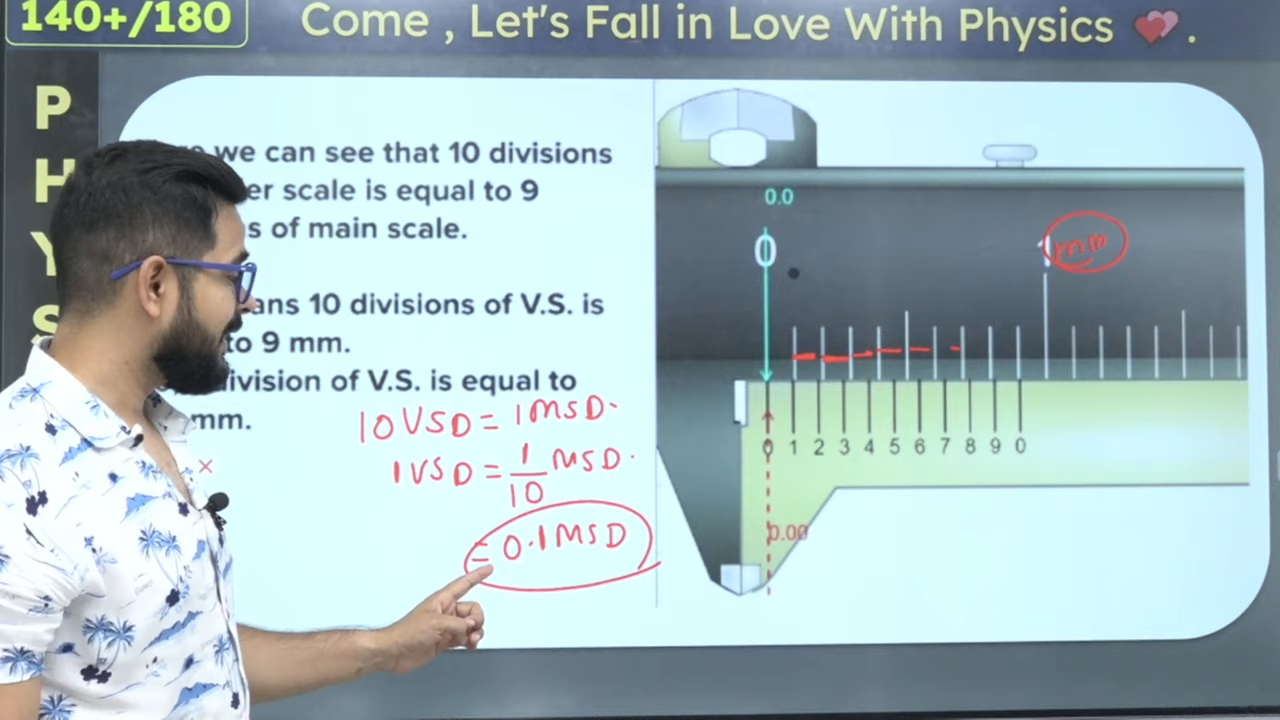 140+/180
Come , Let's Fall in Love With Physics
P
H
Y
S
we can see that 10 divisions
er scale is equal to 9
s of main scale.
ans 10 divisions of V.S. is
to 9 mm.
ivision of V.S. is equal to
mm.
10 VSD = 1 MSD.
1 VSD = 1/10 MSD.
= 0.1 MSD
×
0.0
0
1 mm
0 1 2 3 4 5 6 7 8 9 0
0.00